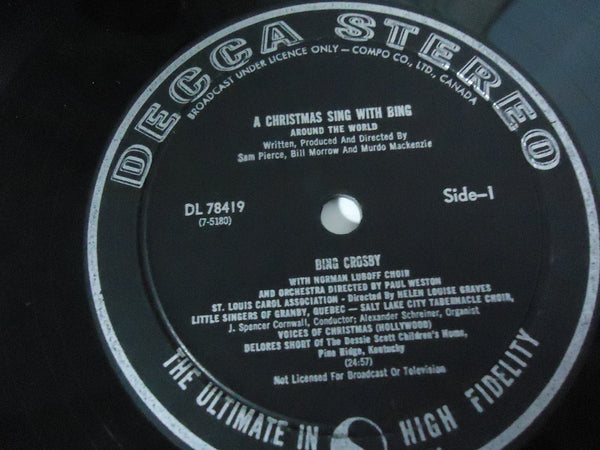 DECCA STEREO
BROADCAST UNDER LICENCE ONLY — COMPO CO., LTD., CANADA
A CHRISTMAS SING WITH BING
AROUND THE WORLD
Written, Produced And Directed By
Sam Pierce, Bill Morrow And Murdo Mackenzie
DL 78419
(7-5180)
Side-1
BING CROSBY
WITH NORMAN LUBOFF CHOIR
AND ORCHESTRA DIRECTED BY PAUL WESTON
ST. LOUIS CAROL ASSOCIATION - Directed By HELEN LOUISE GRAVES
LITTLE SINGERS OF GRANBY, QUEBEC — SALT LAKE CITY TABERNACLE CHOIR,
J. Spencer Cornwall, Conductor; Alexander Schreiner, Organist
VOICES OF CHRISTMAS (HOLLYWOOD)
DELORES SHORT Of The Bessie Scott Children's Home,
Pine Ridge, Kentucky
(24:57)
Not Licensed For Broadcast Or Television
THE ULTIMATE IN HIGH FIDELITY